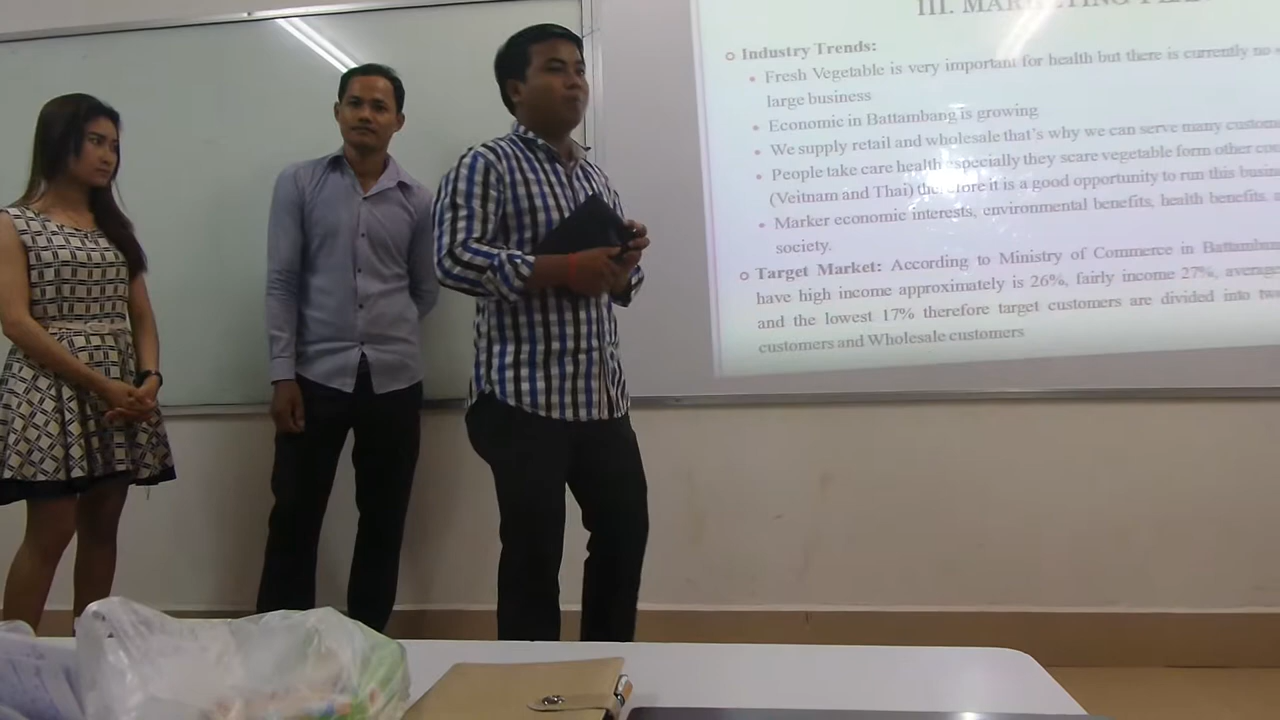 III. MARKETING PLAN
o Industry Trends:
• Fresh Vegetable is very important for health but there is currently no
large business
• Economic in Battambang is growing
• We supply retail and wholesale that's why we can serve many
• People take care health especially they scare vegetable form other
(Veitnam and Thai) therefore it is a good opportunity to run this
• Marker economic interests, environmental benefits, health benefits,
society.
o Target Market: According to Ministry of Commerce in
have high income approximately is 26%, fairly income 27%,
and the lowest 17% therefore target customers are divided into
customers and Wholesale customers